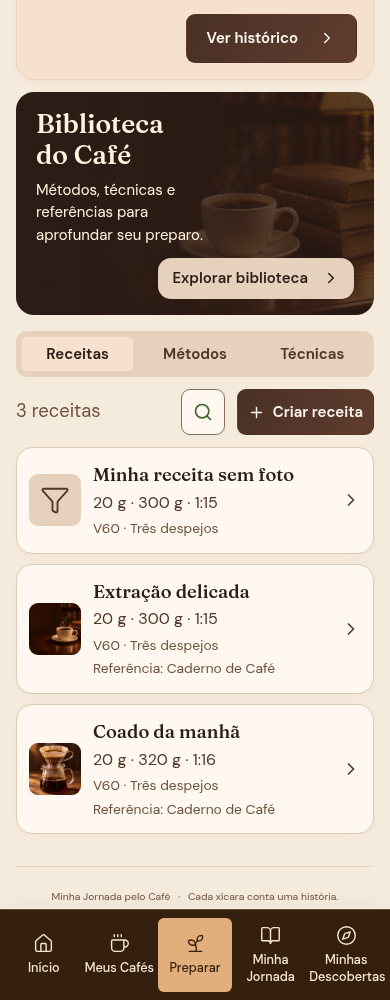 Ver histórico
Biblioteca
do Café
Métodos, técnicas e
referências para
aprofundar seu preparo.
Explorar biblioteca
Receitas
Métodos
Técnicas
3 receitas
Criar receita
Minha receita sem foto
20 g · 300 g · 1:15
V60 · Três despejos
Extração delicada
20 g · 300 g · 1:15
V60 · Três despejos
Referência: Caderno de Café
Coado da manhã
20 g · 320 g · 1:16
V60 · Três despejos
Referência: Caderno de Café
Minha Jornada pelo Café · Cada xícara conta uma história.
Início
Meus Cafés
Preparar
Minha
Jornada
Minhas
Descobertas